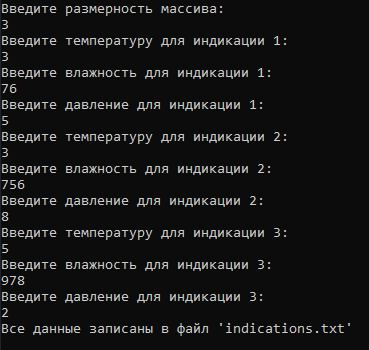 Введите размерность массива:
3
Введите температуру для индикации 1:
3
Введите влажность для индикации 1:
76
Введите давление для индикации 1:
5
Введите температуру для индикации 2:
3
Введите влажность для индикации 2:
756
Введите давление для индикации 2:
8
Введите температуру для индикации 3:
5
Введите влажность для индикации 3:
978
Введите давление для индикации 3:
2
Все данные записаны в файл 'indications.txt'